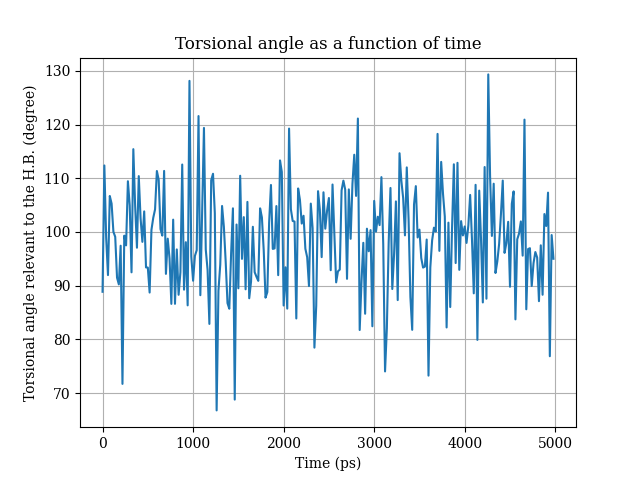 Torsional angle as a function of time
Torsional angle relevant to the H.B. (degree)
130
120
110
100
90
80
70
0 1000 2000 3000 4000 5000
Time (ps)